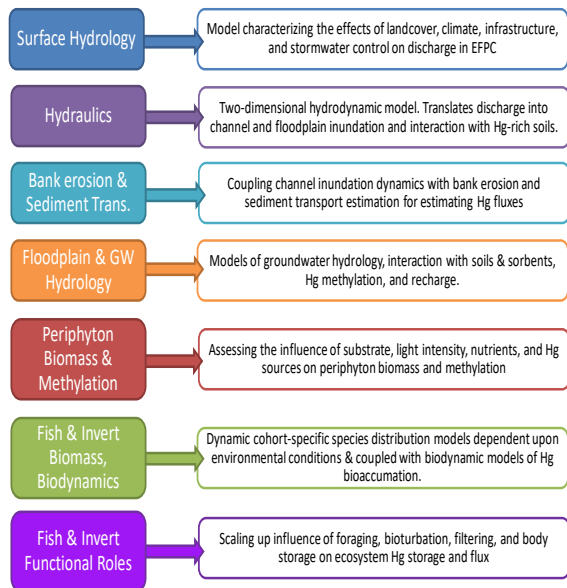 Surface Hydrology
Model characterizing the effects of landcover, climate, infrastructure,
and stormwater control on discharge in EFPC
Hydraulics
Two-dimensional hydrodynamic model. Translates discharge into
channel and floodplain inundation and interaction with Hg-rich soils.
Bank erosion &
Sediment Trans.
Coupling channel inundation dynamics with bank erosion and
sediment transport estimation for estimating Hg fluxes
Floodplain & GW
Hydrology
Models of groundwater hydrology, interaction with soils & sorbents,
Hg methylation, and recharge.
Periphyton
Biomass &
Methylation
Assessing the influence of substrate, light intensity, nutrients, and Hg
sources on periphyton biomass and methylation
Fish & Invert
Biomass,
Biodynamics
Dynamic cohort-specific species distribution models dependent upon
environmental conditions & coupled with biodynamic models of Hg
bioaccumation.
Fish & Invert
Functional Roles
Scaling up influence of foraging, bioturbation, filtering, and body
storage on ecosystem Hg storage and flux